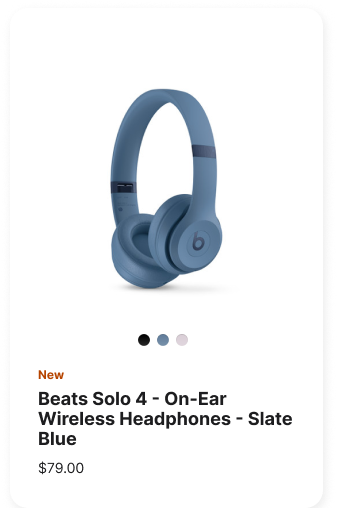 New
Beats Solo 4 - On-Ear
Wireless Headphones - Slate
Blue
$79.00